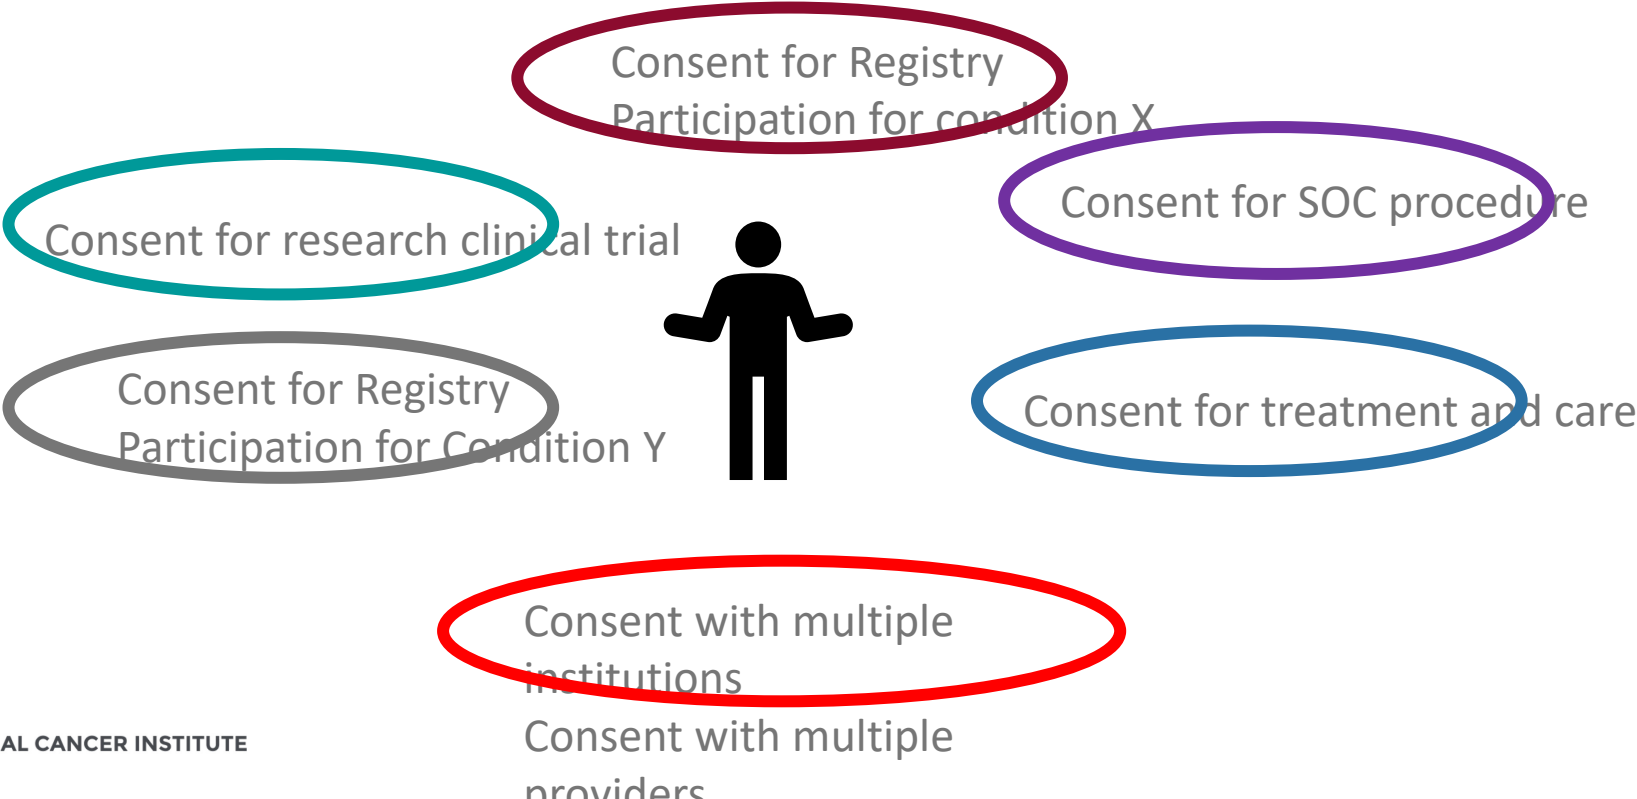 Consent for Registry
Participation for condition X
Consent for SOC procedure
Consent for research clinical trial
Consent for Registry
Participation for Condition Y
Consent for treatment and care
Consent with multiple
institutions
Consent with multiple
providers
AL CANCER INSTITUTE